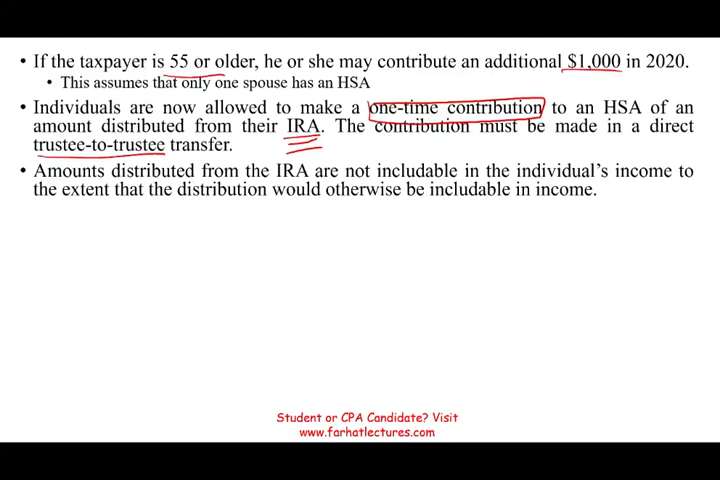 • If the taxpayer is 55 or older, he or she may contribute an additional $1,000 in 2020.
• This assumes that only one spouse has an HSA
• Individuals are now allowed to make a one-time contribution to an HSA of an
amount distributed from their IRA. The contribution must be made in a direct
trustee-to-trustee transfer.
• Amounts distributed from the IRA are not includable in the individual's income to
the extent that the distribution would otherwise be includable in income.
Student or CPA Candidate? Visit
www.farhatlectures.com